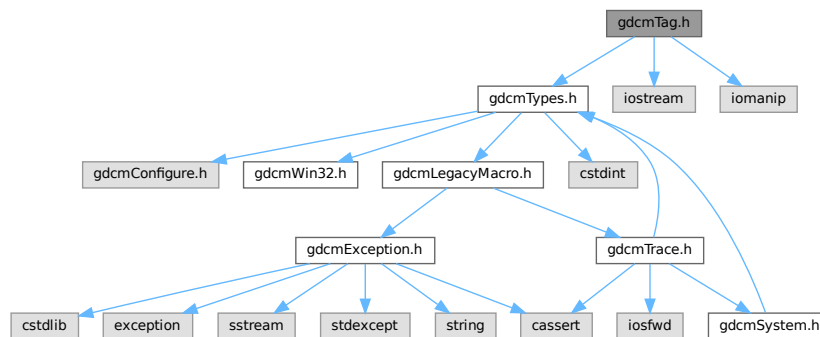 gdcmTag.h
gdcmTypes.h
iostream
iomanip
gdcmConfigure.h
gdcmWin32.h
gdcmLegacyMacro.h
cstdint
gdcmException.h
gdcmTrace.h
cstdlib
exception
sstream
stdexcept
string
cassert
iosfwd
gdcmSystem.h